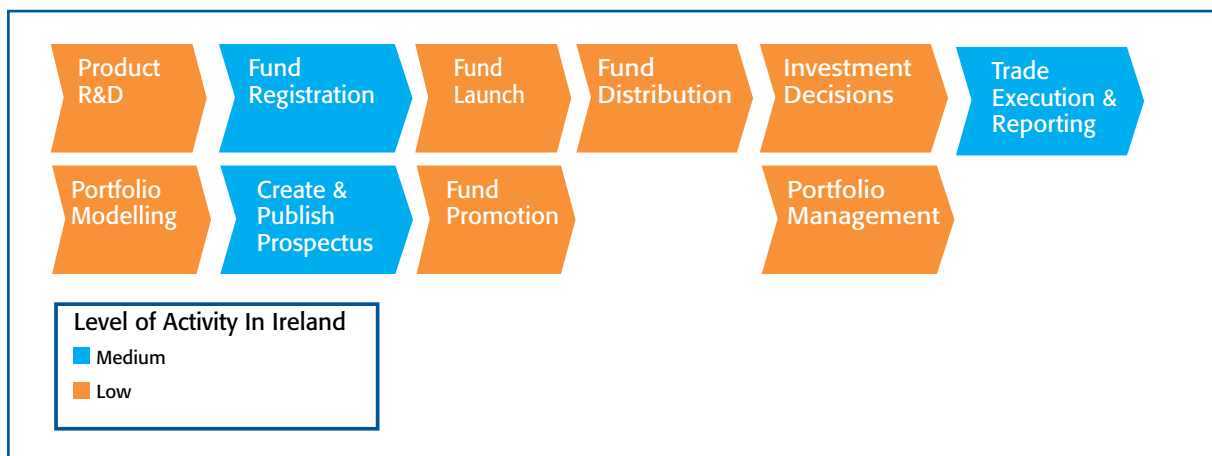 Product
R&D
Fund
Registration
Fund
Launch
Fund
Distribution
Investment
Decisions
Trade
Execution &
Reporting
Portfolio
Modelling
Create &
Publish
Prospectus
Fund
Promotion
Portfolio
Management
Level of Activity In Ireland
Medium
Low